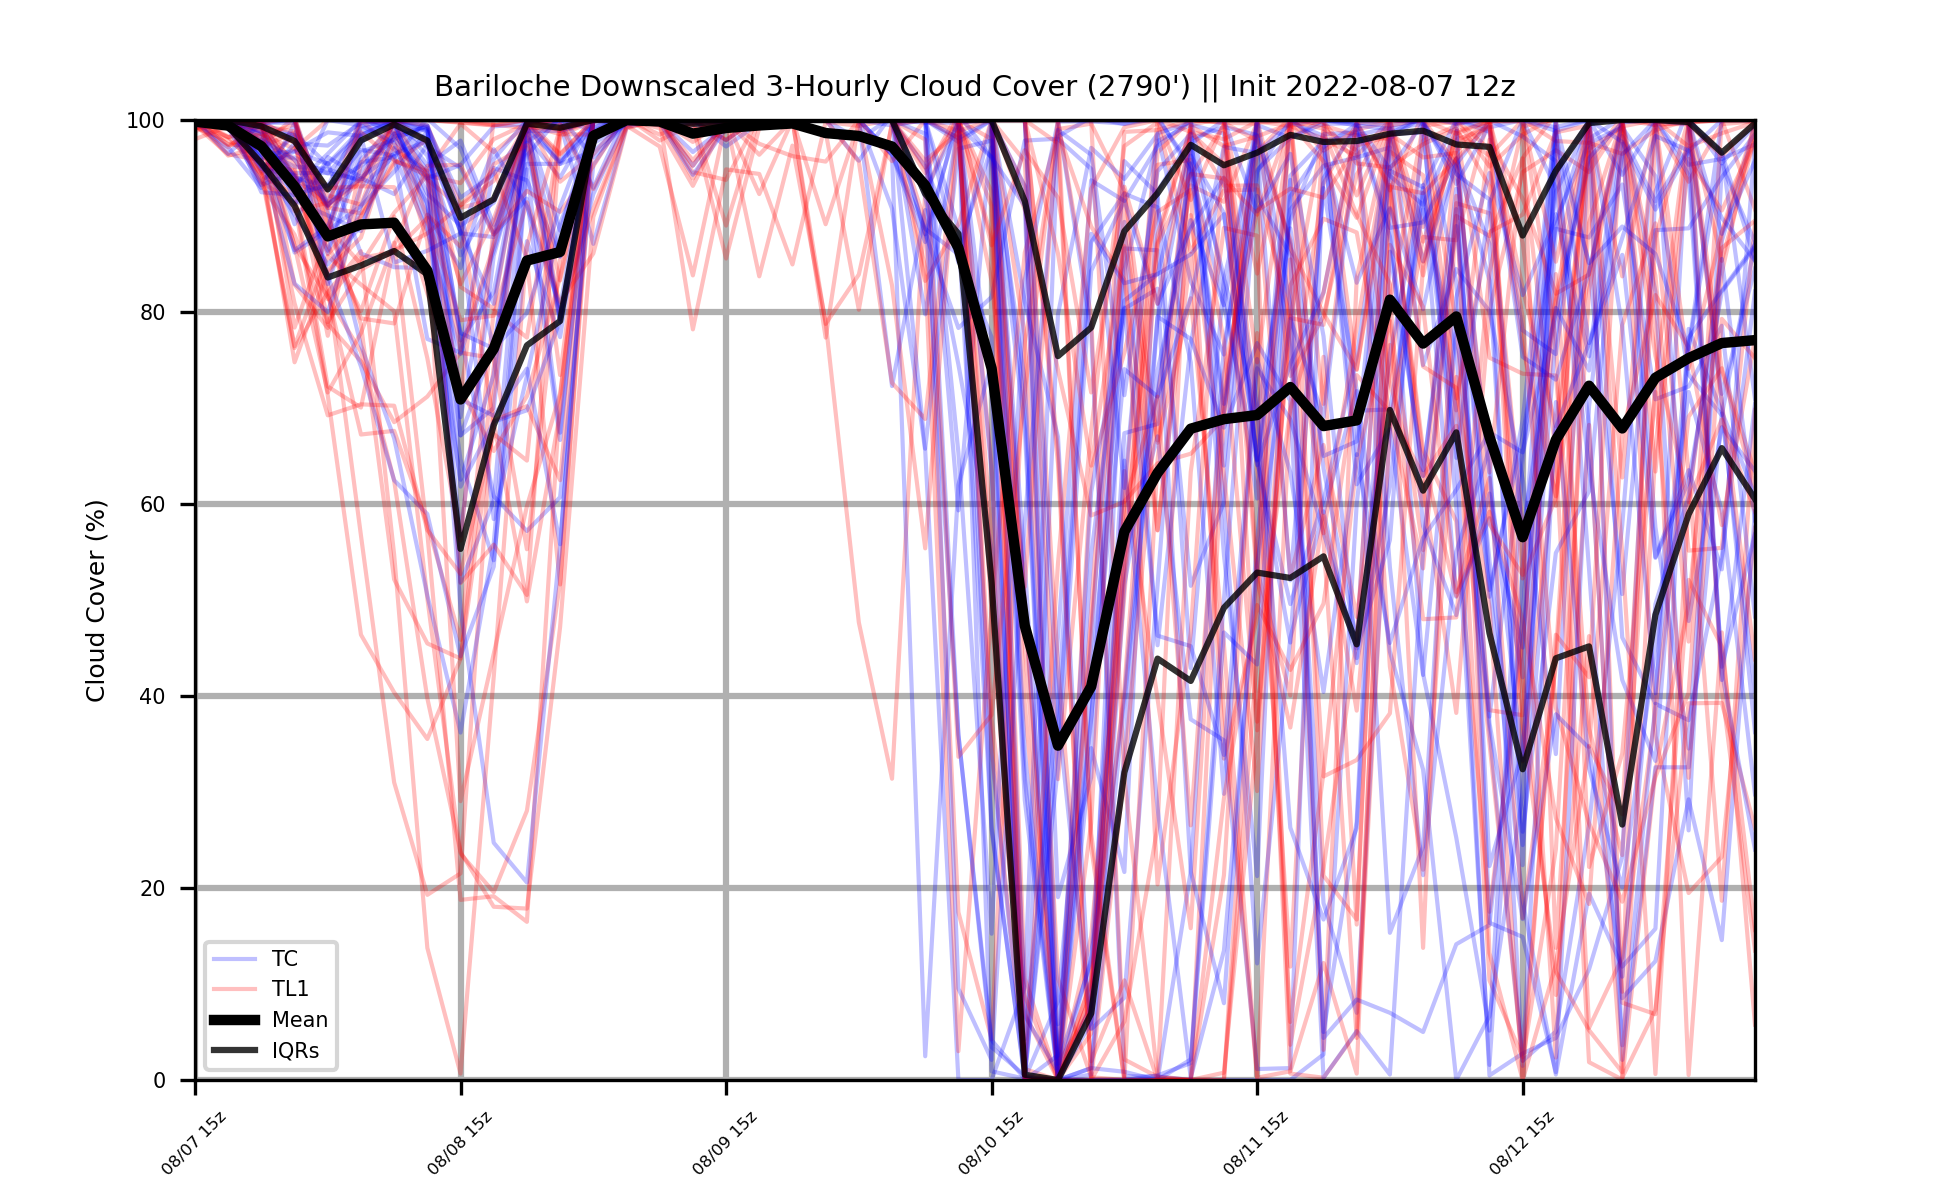 Bariloche Downscaled 3-Hourly Cloud Cover (2790') || Init 2022-08-07 12z
Cloud Cover (%)
100
80
60
40
20
0
TC
TL1
Mean
IQRs
08/07 15z
08/08 15z
08/09 15z
08/10 15z
08/11 15z
08/12 15z